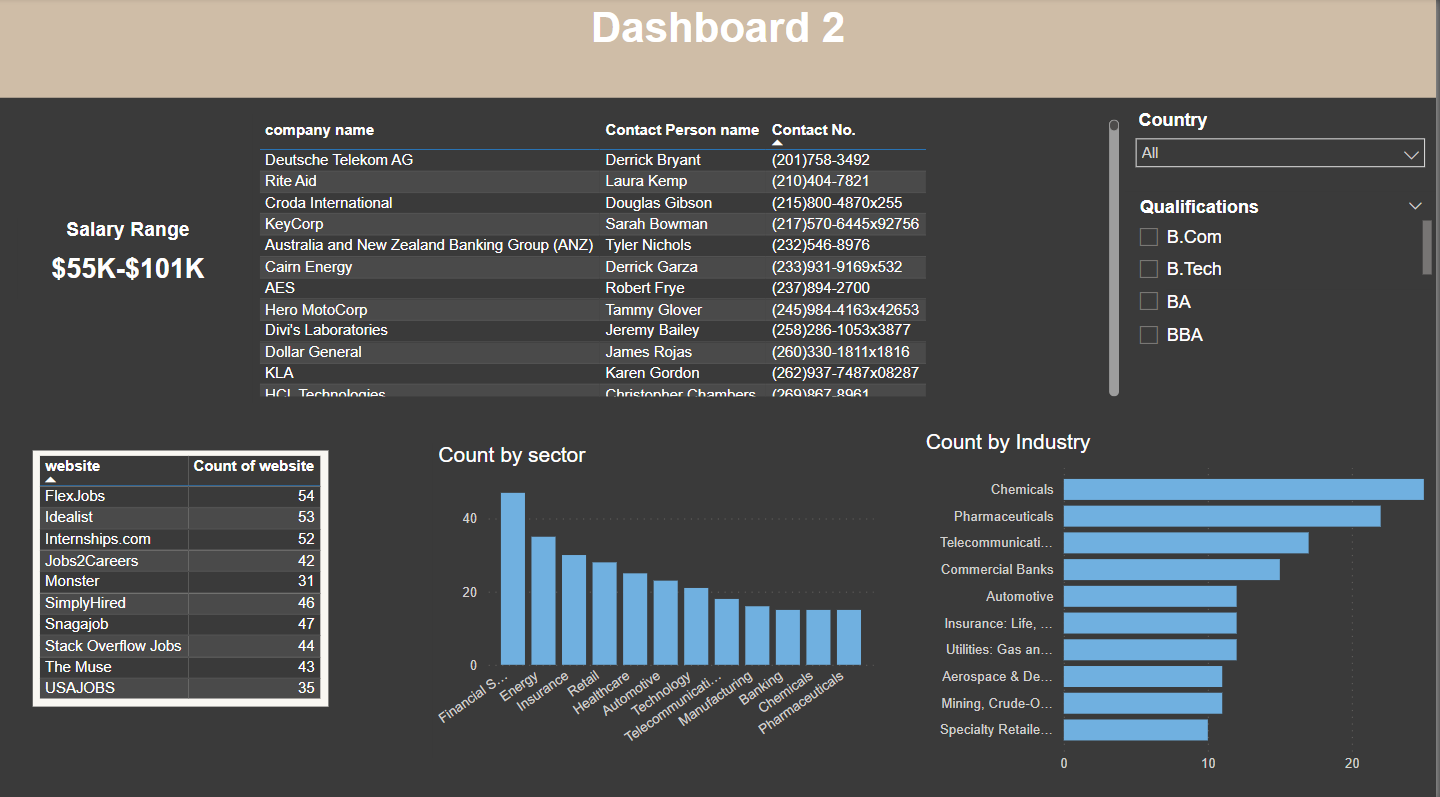 Dashboard 2
Salary Range
$55K-$101K
company name Contact Person name Contact No.
Deutsche Telekom AG Derrick Bryant (201)758-3492
Rite Aid Laura Kemp (210)404-7821
Croda International Douglas Gibson (215)800-4870x255
KeyCorp Sarah Bowman (217)570-6445x92756
Australia and New Zealand Banking Group (ANZ) Tyler Nichols (232)546-8976
Cairn Energy Derrick Garza (233)931-9169x532
AES Robert Frye (237)894-2700
Hero MotoCorp Tammy Glover (245)984-4163x42653
Divi's Laboratories Jeremy Bailey (258)286-1053x3877
Dollar General James Rojas (260)330-1811x1816
KLA Karen Gordon (262)937-7487x08287
HCL Technologies Christopher Chambers (269)867-8961
Country
All
Qualifications
B.Com
B.Tech
BA
BBA
website Count of website
FlexJobs 54
Idealist 53
Internships.com 52
Jobs2Careers 42
Monster 31
SimplyHired 46
Snagajob 47
Stack Overflow Jobs 44
The Muse 43
USAJOBS 35
Count by sector
40
20
0
Financial S...
Energy
Insurance
Retail
Healthcare
Automotive
Technology
Telecommunicati...
Manufacturing
Banking
Chemicals
Pharmaceuticals
Count by Industry
Chemicals
Pharmaceuticals
Telecommunicati...
Commercial Banks
Automotive
Insurance: Life, ...
Utilities: Gas an...
Aerospace & De...
Mining, Crude-O...
Specialty Retaile...
0 10 20